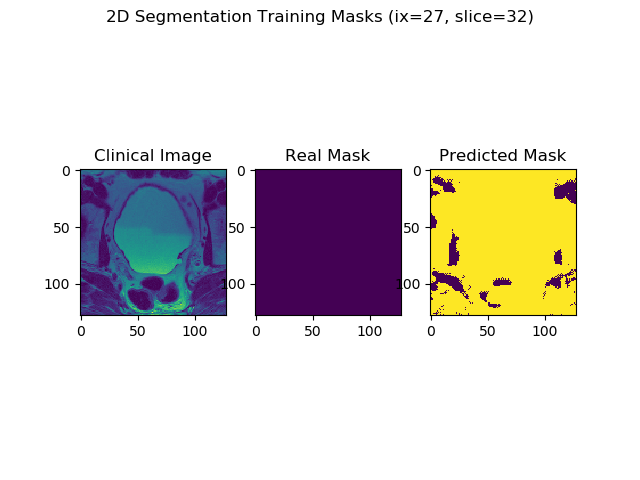 2D Segmentation Training Masks (ix=27, slice=32)
Clinical Image Real Mask Predicted Mask
0 0 0
50 50 50
100 100 100
0 50 100 0 50 100 0 50 100